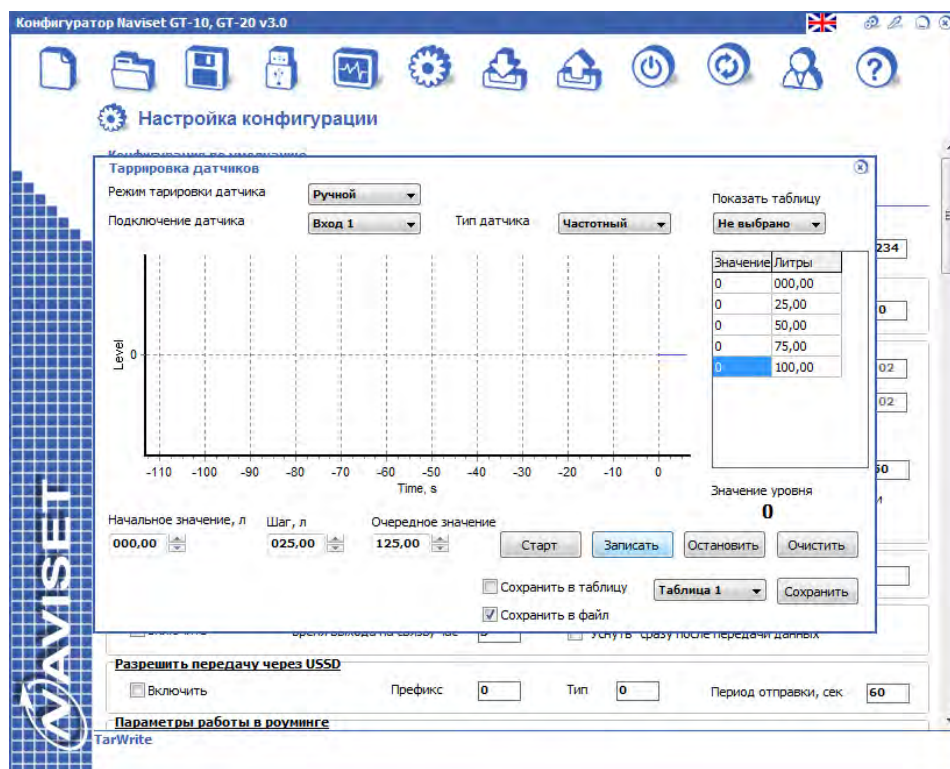 Конфигуратор Naviset GT-10, GT-20 v3.0
Настройка конфигурации
Таррировка датчиков
Режим тарировки датчика Ручной
Показать таблицу
Подключение датчика Вход 1 Тип датчика Частотный Не выбрано
234
Значение Литры
0 000,00
0 25,00
0 50,00
0 75,00
0 100,00
0
02
02
Level
0
-110 -100 -90 -80 -70 -60 -50 -40 -30 -20 -10 0
Time, s
Значение уровня
0
Начальное значение, л Шаг, л Очередное значение
000,00 025,00 125,00 Старт Записать Остановить Очистить
Сохранить в таблицу Таблица 1 Сохранить
Сохранить в файл
Разрешить передачу через USSD
Включить Префикс 0 Тип 0 Период отправки, сек 60
Параметры работы в роуминге
TarWrite
NAVISET